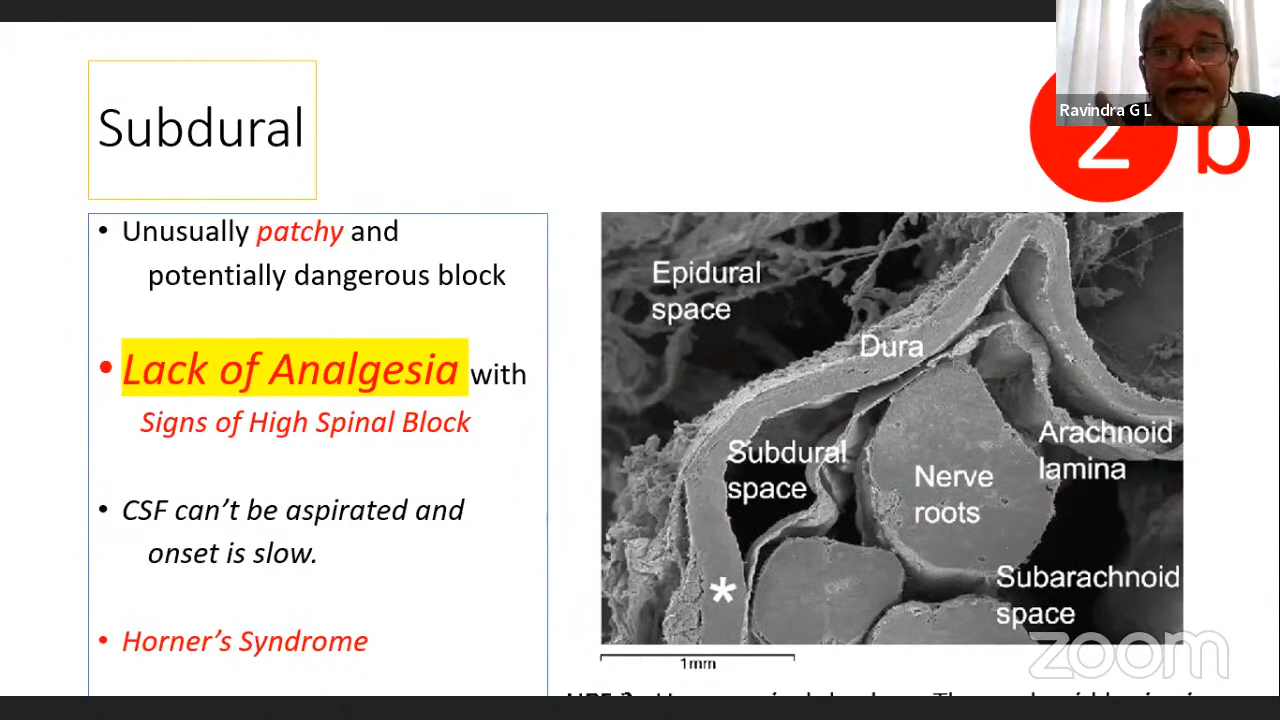 Subdural
Ravindra G L
2 b
• Unusually patchy and
potentially dangerous block
• Lack of Analgesia with
Signs of High Spinal Block
• CSF can't be aspirated and
onset is slow.
• Horner's Syndrome
Epidural
space
Dura
Subdural
space
Arachnoid
lamina
Nerve
roots
Subarachnoid
space
*
1mm
zoom